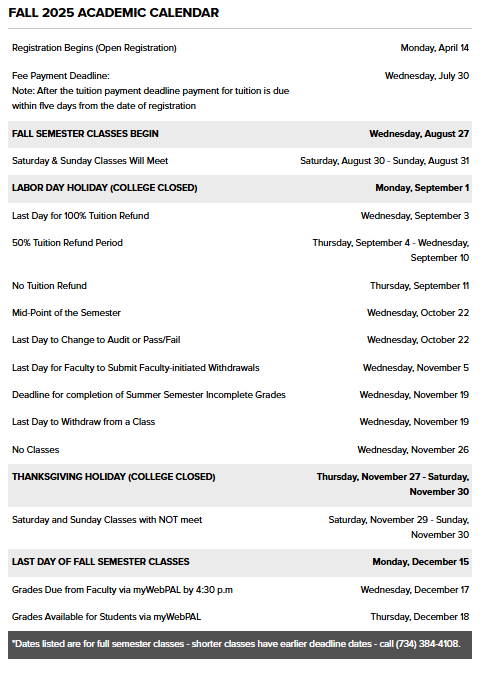 FALL 2025 ACADEMIC CALENDAR
Registration Begins (Open Registration) Monday, April 14
Fee Payment Deadline: Wednesday, July 30
Note: After the tuition payment deadline payment for tuition is due
within five days from the date of registration
FALL SEMESTER CLASSES BEGIN Wednesday, August 27
Saturday & Sunday Classes Will Meet Saturday, August 30 - Sunday, August 31
LABOR DAY HOLIDAY (COLLEGE CLOSED) Monday, September 1
Last Day for 100% Tuition Refund Wednesday, September 3
50% Tuition Refund Period Thursday, September 4 - Wednesday,
September 10
No Tuition Refund Thursday, September 11
Mid-Point of the Semester Wednesday, October 22
Last Day to Change to Audit or Pass/Fail Wednesday, October 22
Last Day for Faculty to Submit Faculty-initiated Withdrawals Wednesday, November 5
Deadline for completion of Summer Semester Incomplete Grades Wednesday, November 19
Last Day to Withdraw from a Class Wednesday, November 19
No Classes Wednesday, November 26
THANKSGIVING HOLIDAY (COLLEGE CLOSED) Thursday, November 27 - Saturday,
November 30
Saturday and Sunday Classes with NOT meet Saturday, November 29 - Sunday,
November 30
LAST DAY OF FALL SEMESTER CLASSES Monday, December 15
Grades Due from Faculty via myWebPAL by 4:30 p.m Wednesday, December 17
Grades Available for Students via myWebPAL Thursday, December 18
*Dates listed are for full semester classes - shorter classes have earlier deadline dates - call (734) 384-4108.